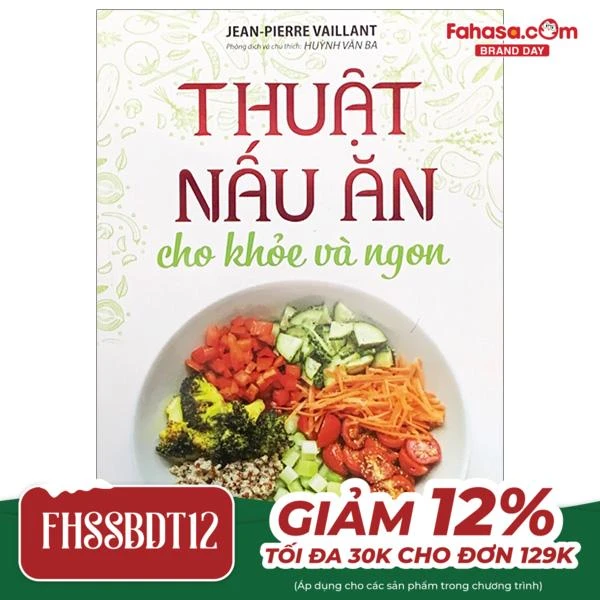 JEAN-PIERRE VAILLANT
Phỏng dịch và chú thích: HUỲNH VĂN BA
Fahasa.com
BRAND DAY
THUẬT
NẤU ĂN
cho khỏe và ngon
FHSSBDT12
GIẢM 12%
TỐI ĐA 30K CHO ĐƠN 129K
(Áp dụng cho các sản phẩm trong chương trình)